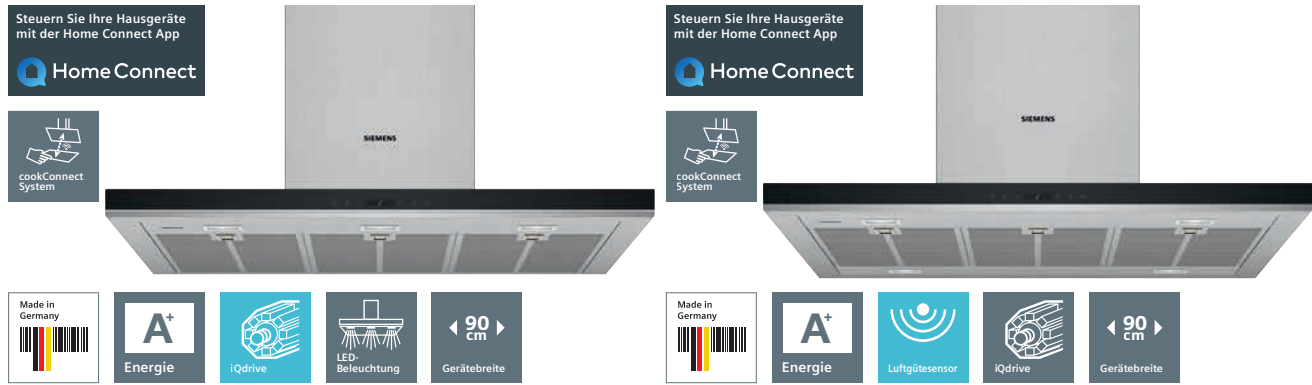 Steuern Sie Ihre Hausgeräte
mit der Home Connect App
Home Connect
cookConnect
System
SIEMENS
Made in
Germany
A+
Energie
iQdrive
LED-
Beleuchtung
90
cm
Gerätebreite
Steuern Sie Ihre Hausgeräte
mit der Home Connect App
Home Connect
cookConnect
System
SIEMENS
Made in
Germany
A+
Energie
Luftgütesensor
iQdrive
90
cm
Gerätebreite